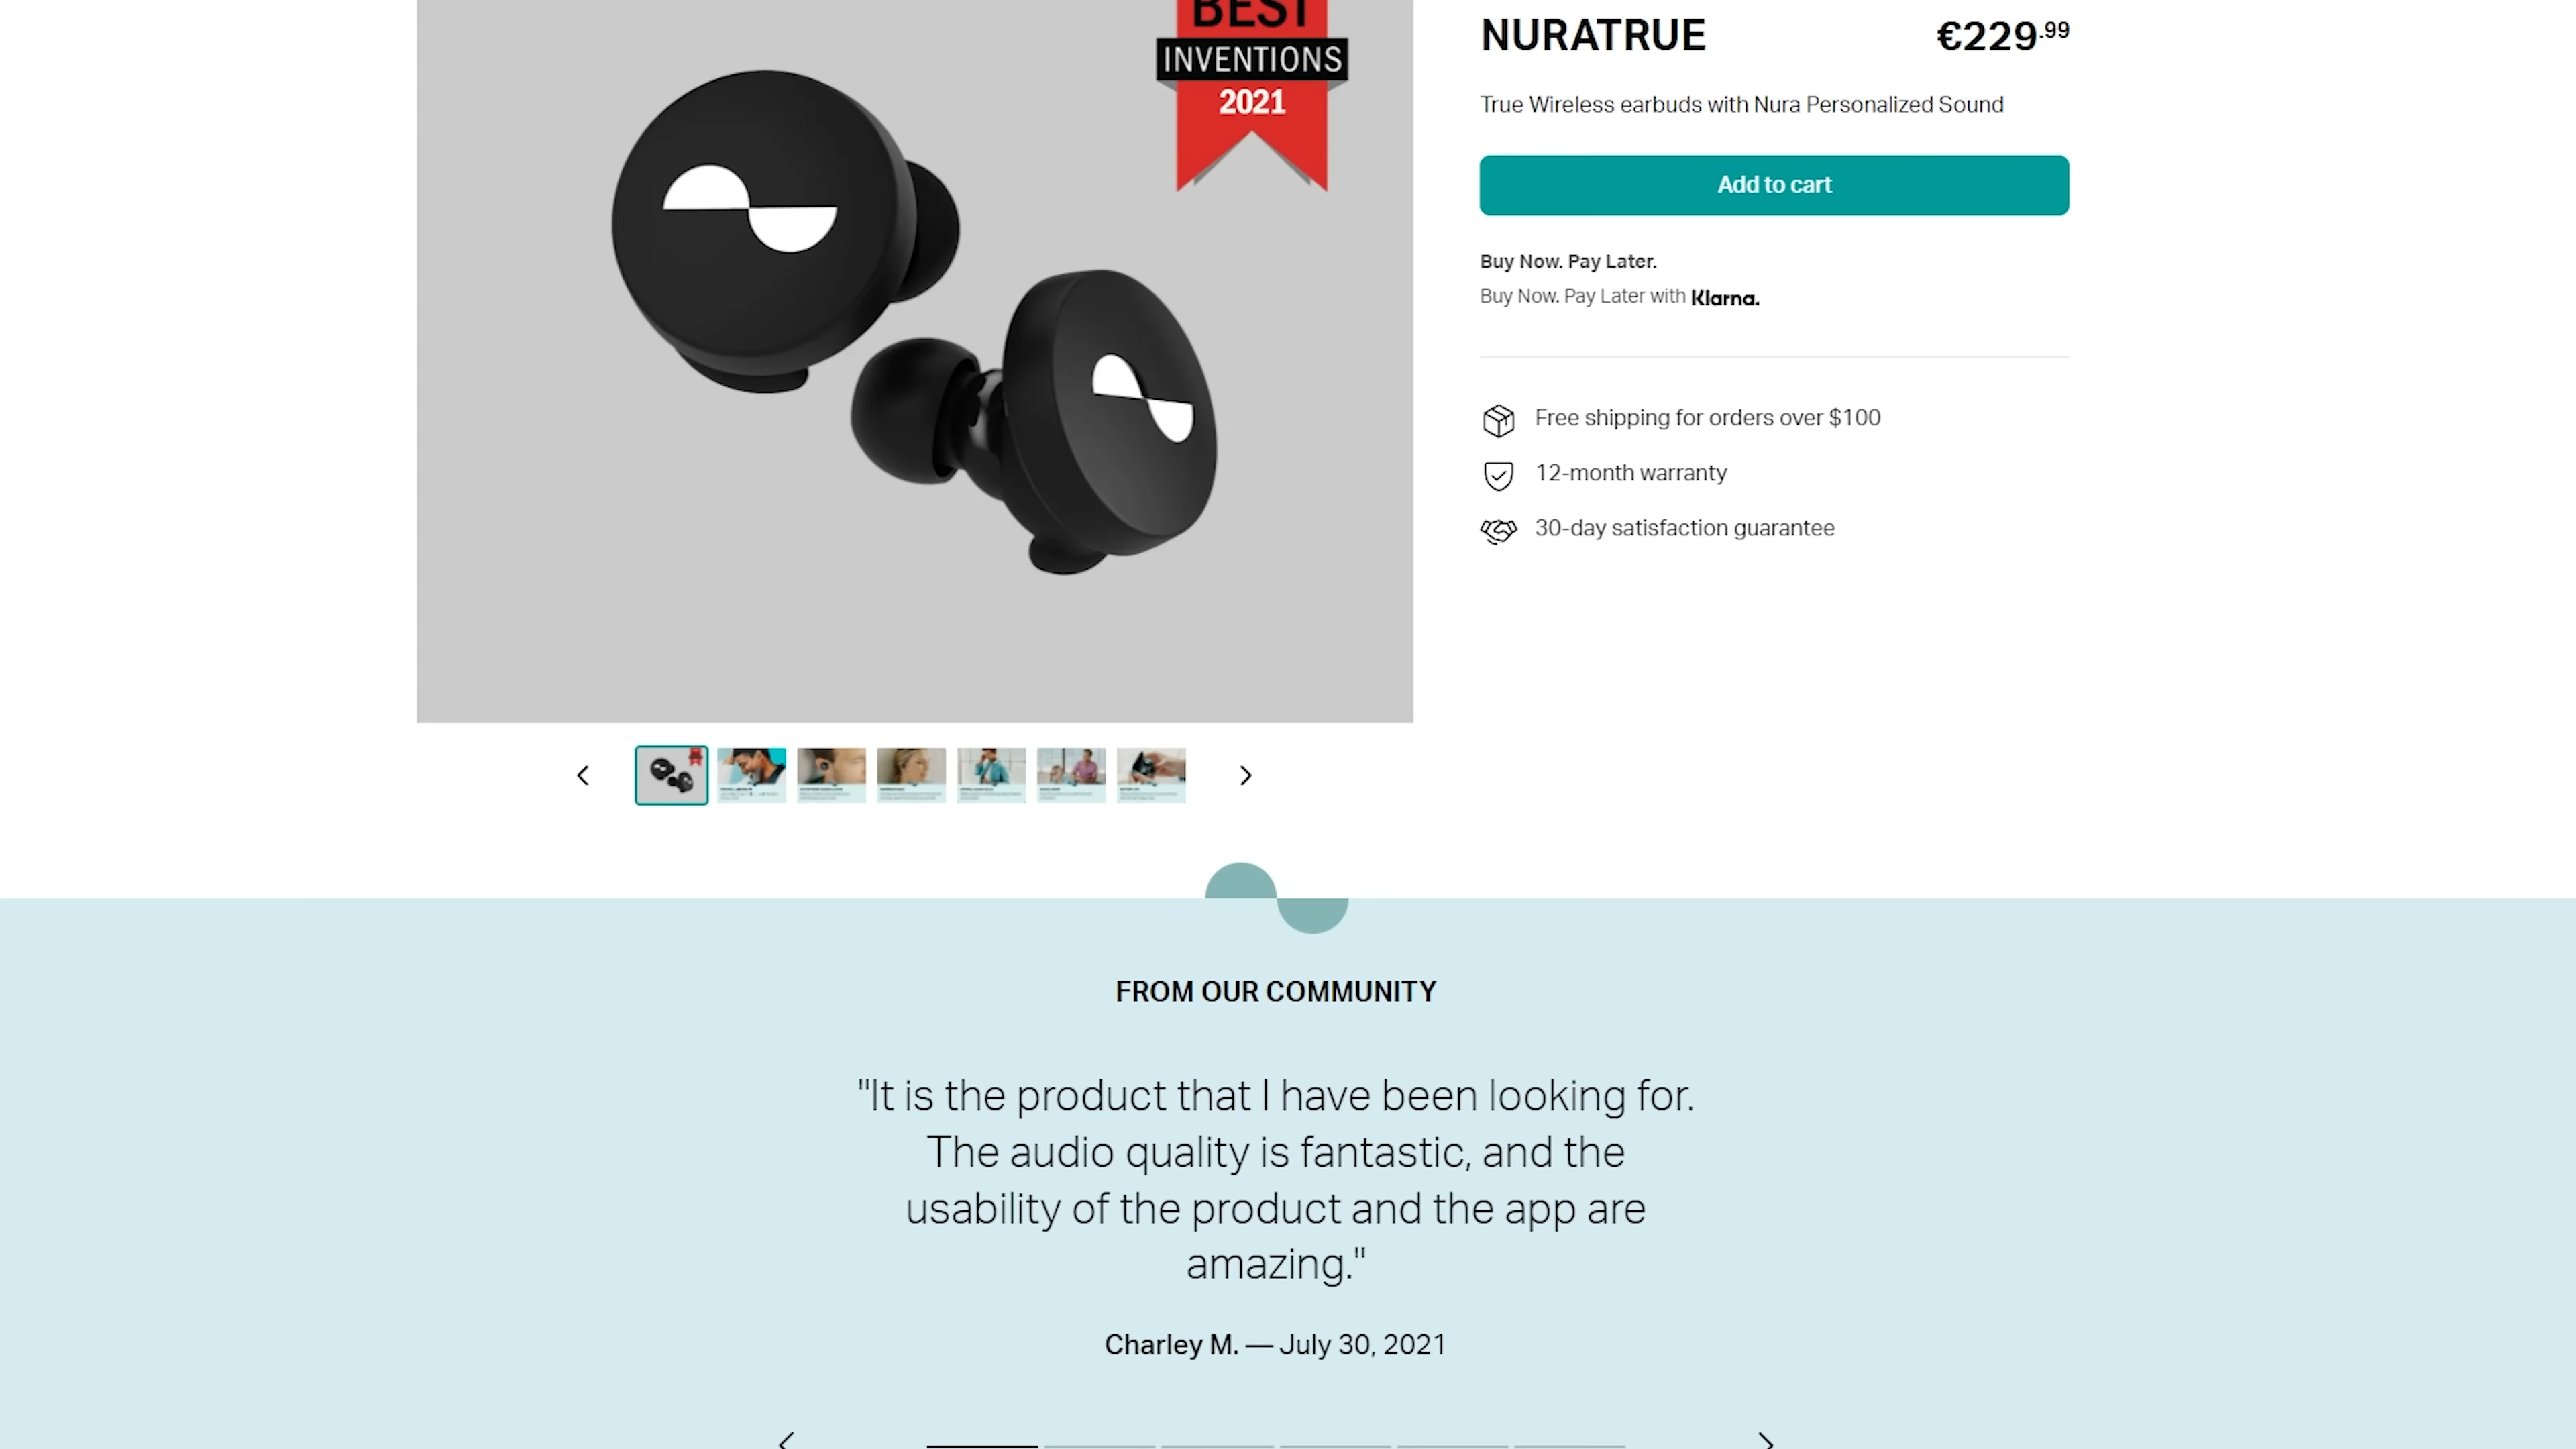 BEST
INVENTIONS
2021
NURATRUE
€229.99
True Wireless earbuds with Nura Personalized Sound
Add to cart
Buy Now. Pay Later.
Buy Now. Pay Later with Klarna.
Free shipping for orders over $100
12-month warranty
30-day satisfaction guarantee
FROM OUR COMMUNITY
"It is the product that I have been looking for.
The audio quality is fantastic, and the
usability of the product and the app are
amazing."
Charley M. — July 30, 2021